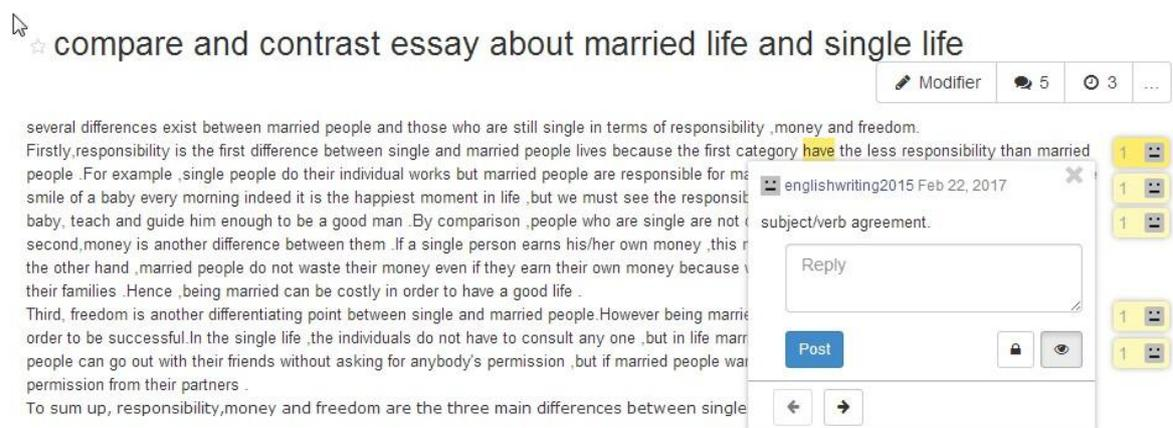 compare and contrast essay about married life and single life
Modifier 5 3 ...
several differences exist between married people and those who are still single in terms of responsibility ,money and freedom.
Firstly,responsibility is the first difference between single and married people lives because the first category have the less responsibility than married
1
people .For example ,single people do their individual works but married people are responsible for ma
englishwriting2015 Feb 22, 2017
smile of a baby every morning indeed it is the happiest moment in life ,but we must see the responsib
1
baby, teach and guide him enough to be a good man .By comparison ,people who are single are not
subject/verb agreement.
1
second,money is another difference between them .If a single person earns his/her own money ,this
the other hand ,married people do not waste their money even if they earn their own money because
Reply
their families .Hence ,being married can be costly in order to have a good life .
Third, freedom is another differentiating point between single and married people.However being marrie
1
order to be successful.In the single life ,the individuals do not have to consult any one ,but in life marr
Post
people can go out with their friends without asking for anybody's permission ,but if married people wa
1
permission from their partners .
To sum up, responsibility,money and freedom are the three main differences between single